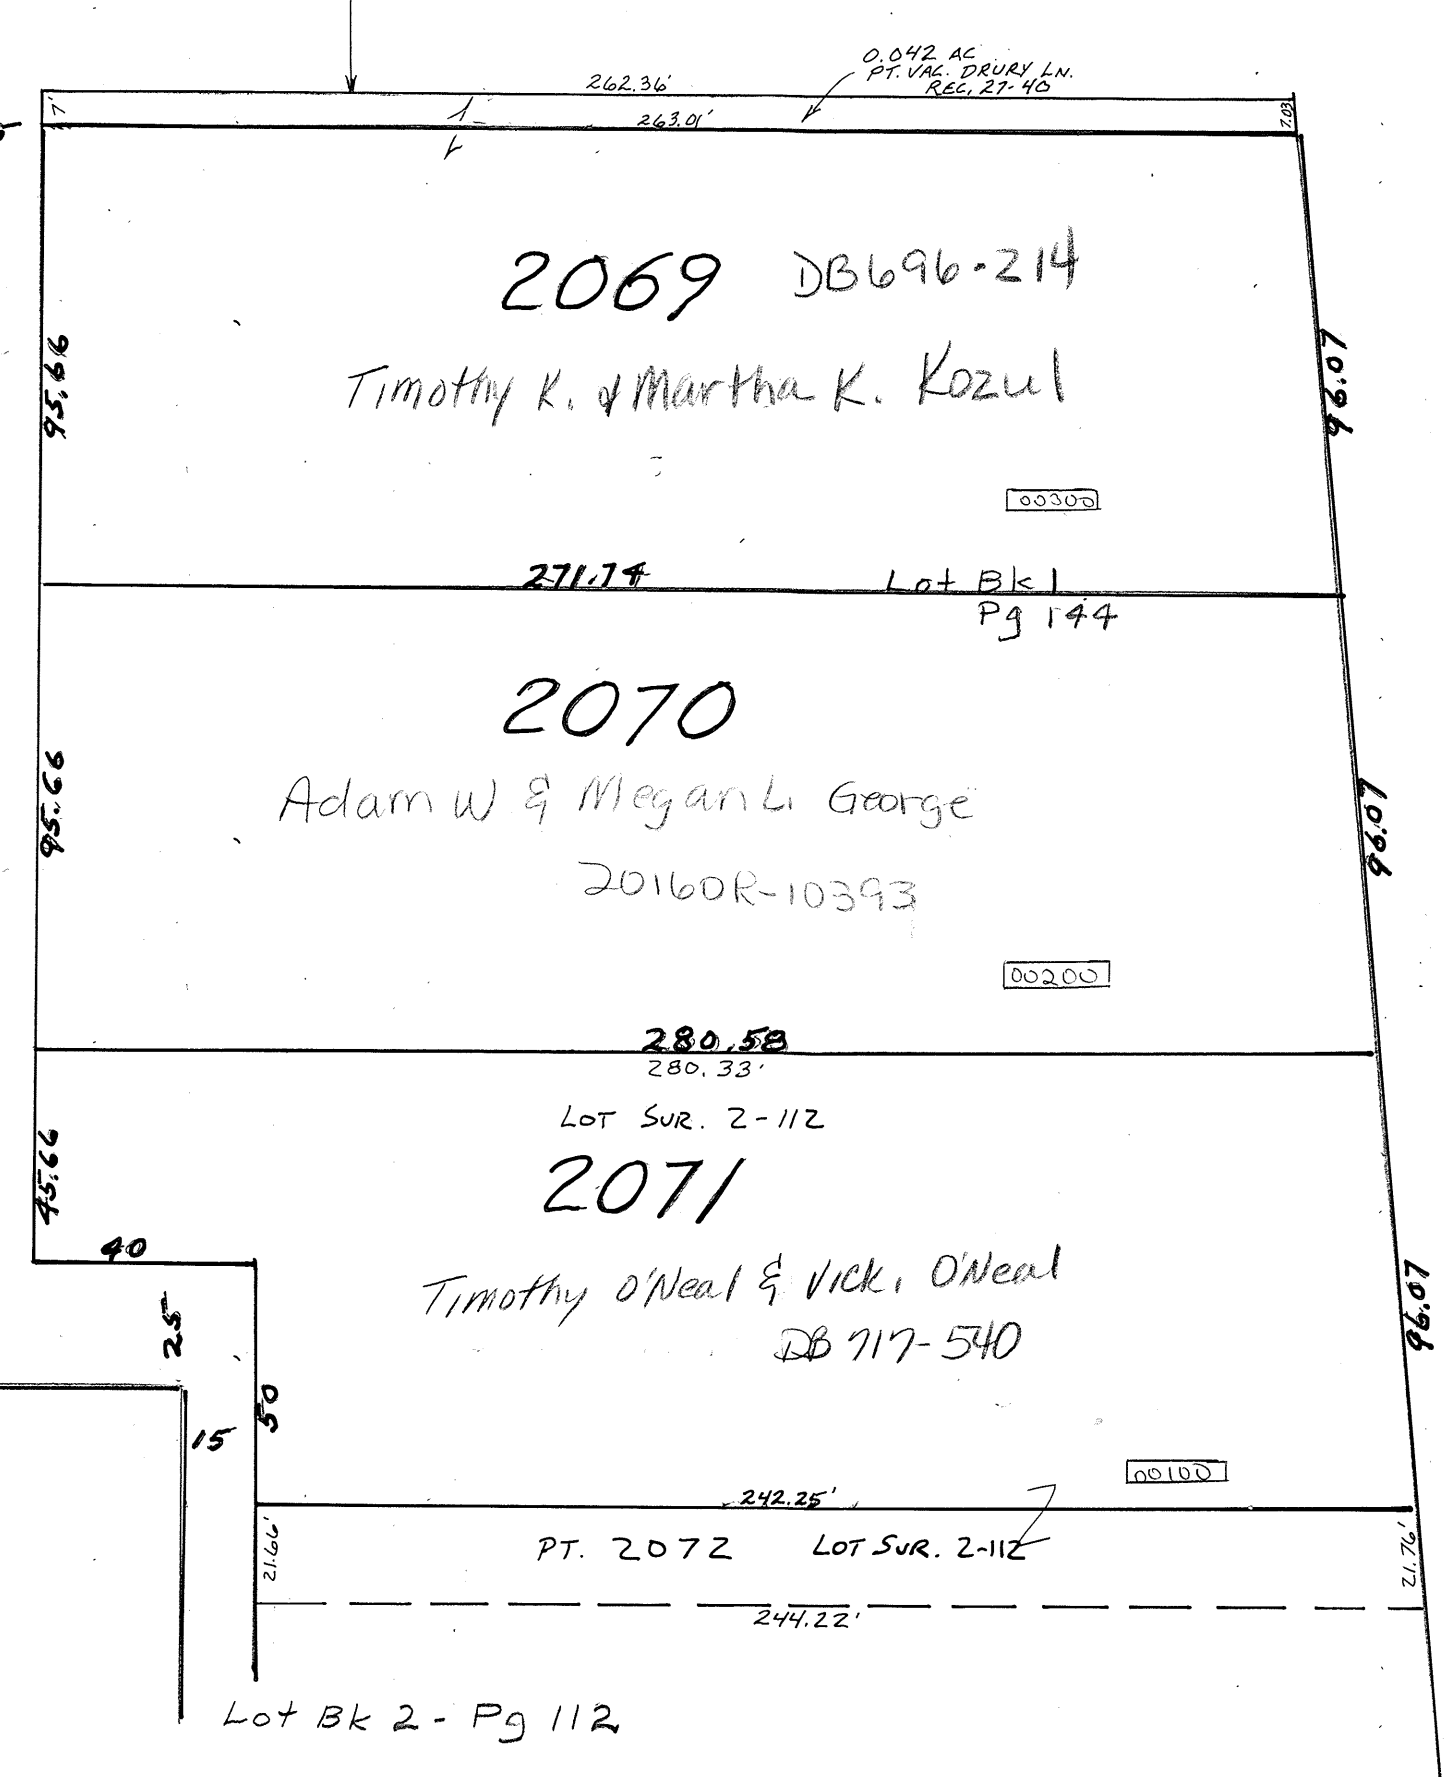 0.042 AC
PT. VAC. DRURY LN.
REC. 27-40
262.36'
7'
263.01'
7.03
2069 DB696-214
95.66
96.07
Timothy K. & Martha K. Kozul
00300
271.74
Lot Bk 1
Pg 144
2070
95.66
96.07
Adam W & Megan L. George
2016OR-10393
00200
280.58
280.33'
LOT SUR. 2-112
45.66
2071
40
Timothy O'Neal & Vicki O'Neal
96.07
25
DB 717-540
50
15
00100
242.25'
21.66'
PT. 2072 LOT SUR. 2-112
21.76'
244.22'
Lot Bk 2 - Pg 112